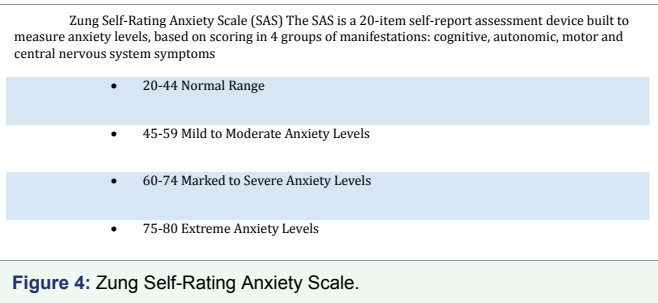 Zung Self-Rating Anxiety Scale (SAS) The SAS is a 20-item self-report assessment device built to
measure anxiety levels, based on scoring in 4 groups of manifestations: cognitive, autonomic, motor and
central nervous system symptoms
• 20-44 Normal Range
• 45-59 Mild to Moderate Anxiety Levels
• 60-74 Marked to Severe Anxiety Levels
• 75-80 Extreme Anxiety Levels
Figure 4: Zung Self-Rating Anxiety Scale.